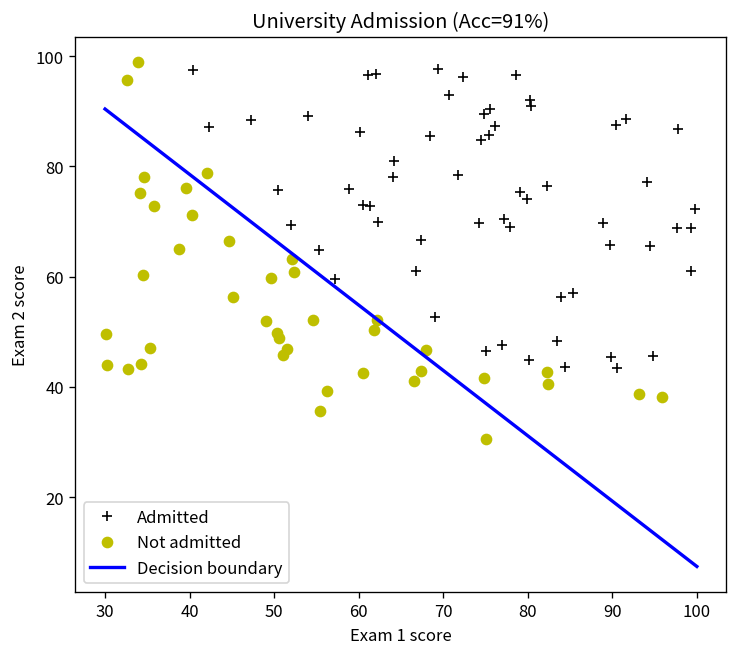 University Admission (Acc=91%)
100
80
60
40
20
Exam 2 score
Admitted
Not admitted
Decision boundary
30 40 50 60 70 80 90 100
Exam 1 score